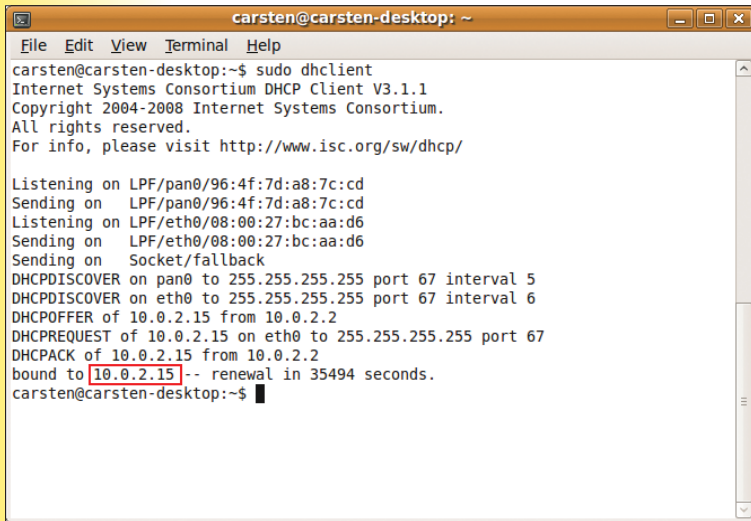 carsten@carsten-desktop: ~
File Edit View Terminal Help
carsten@carsten-desktop:~$ sudo dhclient
Internet Systems Consortium DHCP Client V3.1.1
Copyright 2004-2008 Internet Systems Consortium.
All rights reserved.
For info, please visit http://www.isc.org/sw/dhcp/
Listening on LPF/pan0/96:4f:7d:a8:7c:cd
Sending on   LPF/pan0/96:4f:7d:a8:7c:cd
Listening on LPF/eth0/08:00:27:bc:aa:d6
Sending on   LPF/eth0/08:00:27:bc:aa:d6
Sending on   Socket/fallback
DHCPDISCOVER on pan0 to 255.255.255.255 port 67 interval 5
DHCPDISCOVER on eth0 to 255.255.255.255 port 67 interval 6
DHCPOFFER of 10.0.2.15 from 10.0.2.2
DHCPREQUEST of 10.0.2.15 on eth0 to 255.255.255.255 port 67
DHCPACK of 10.0.2.15 from 10.0.2.2
bound to 10.0.2.15 -- renewal in 35494 seconds.
carsten@carsten-desktop:~$